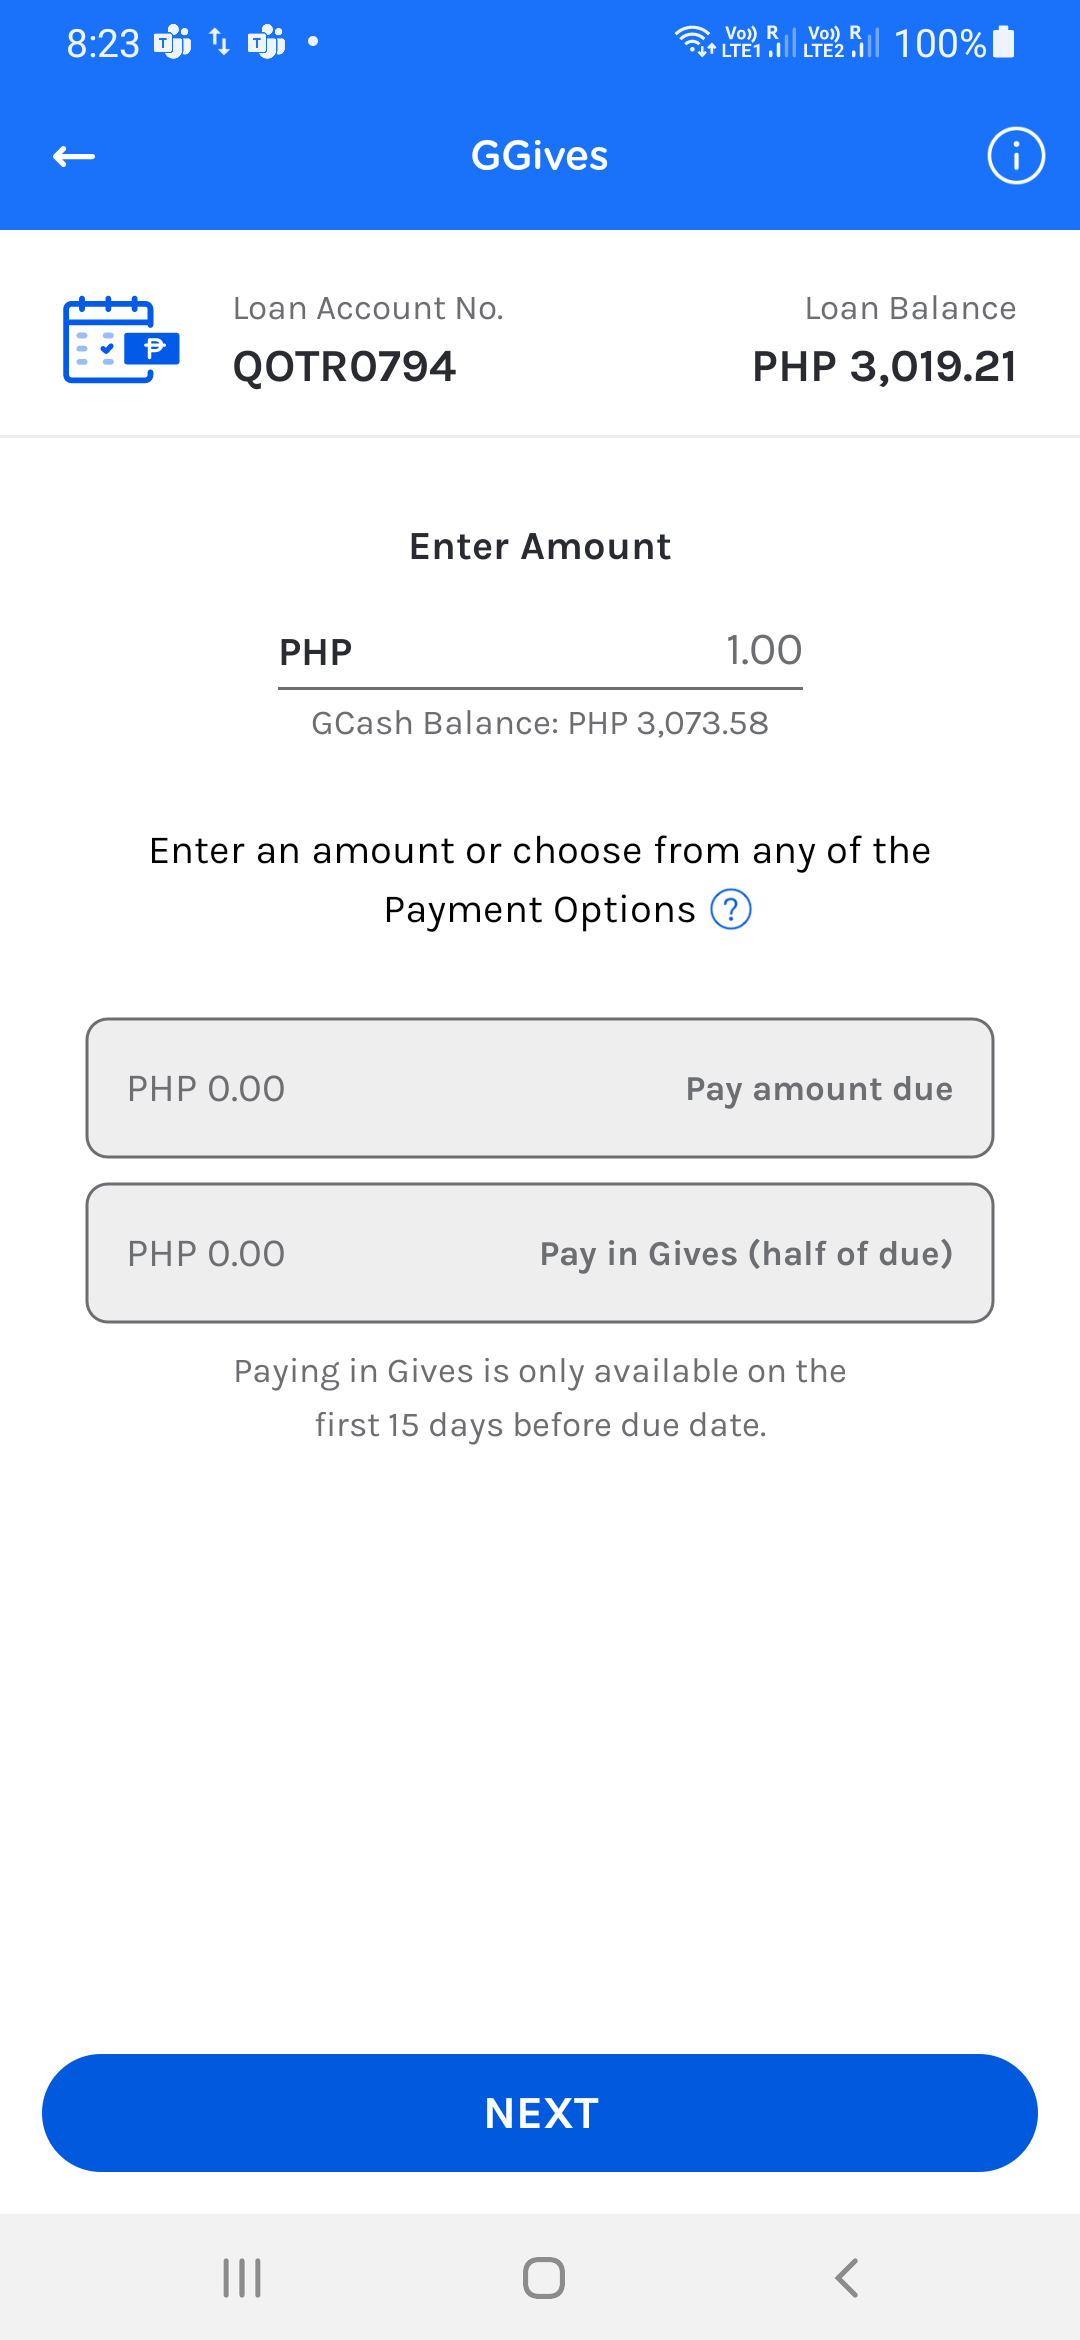 8:23
Vo)) R
LTE1
Vo)) R
LTE2
100%
GGives
Loan Account No.
QOTR0794
Loan Balance
PHP 3,019.21
Enter Amount
PHP 1.00
GCash Balance: PHP 3,073.58
Enter an amount or choose from any of the
Payment Options ?
PHP 0.00 Pay amount due
PHP 0.00 Pay in Gives (half of due)
Paying in Gives is only available on the
first 15 days before due date.
NEXT